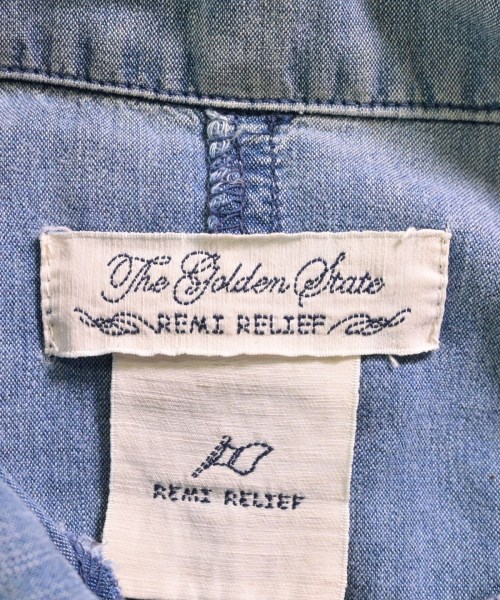 The Golden State
REMI RELIEF
REMI RELIEF